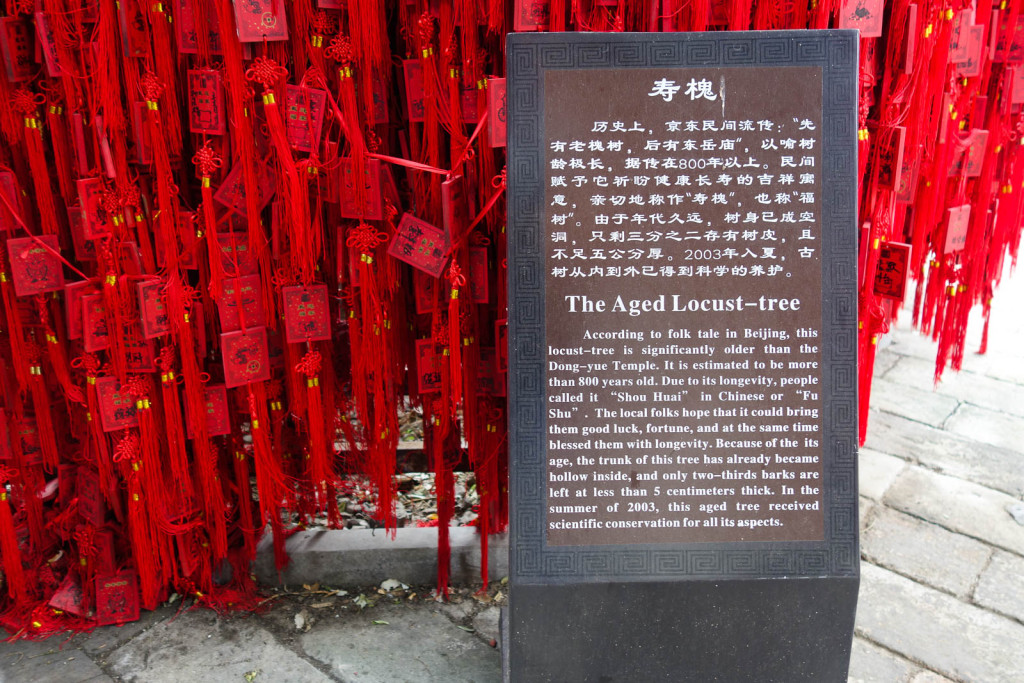 寿槐
历史上，京东民间流传：“先
有老槐树，后有东岳庙”，以喻树
龄极长，据传在800年以上。民间
赋予它祈盼健康长寿的吉祥寓
意，亲切地称作“寿槐”，也称“福
树”。由于年代久远，树身已成空
洞，只剩三分之二存有树皮，且
不足五公分厚。2003年入夏，古
树从内到外已得到科学的养护。
The Aged Locust-tree
According to folk tale in Beijing, this
locust-tree is significantly older than the
Dong-yue Temple. It is estimated to be more
than 800 years old. Due to its longevity, people
called it “Shou Huai” in Chinese or “Fu
Shu”. The local folks hope that it could bring
them good luck, fortune, and at the same time
blessed them with longevity. Because of the its
age, the trunk of this tree has already became
hollow inside, and only two-thirds barks are
left at less than 5 centimeters thick. In the
summer of 2003, this aged tree received
scientific conservation for all its aspects.